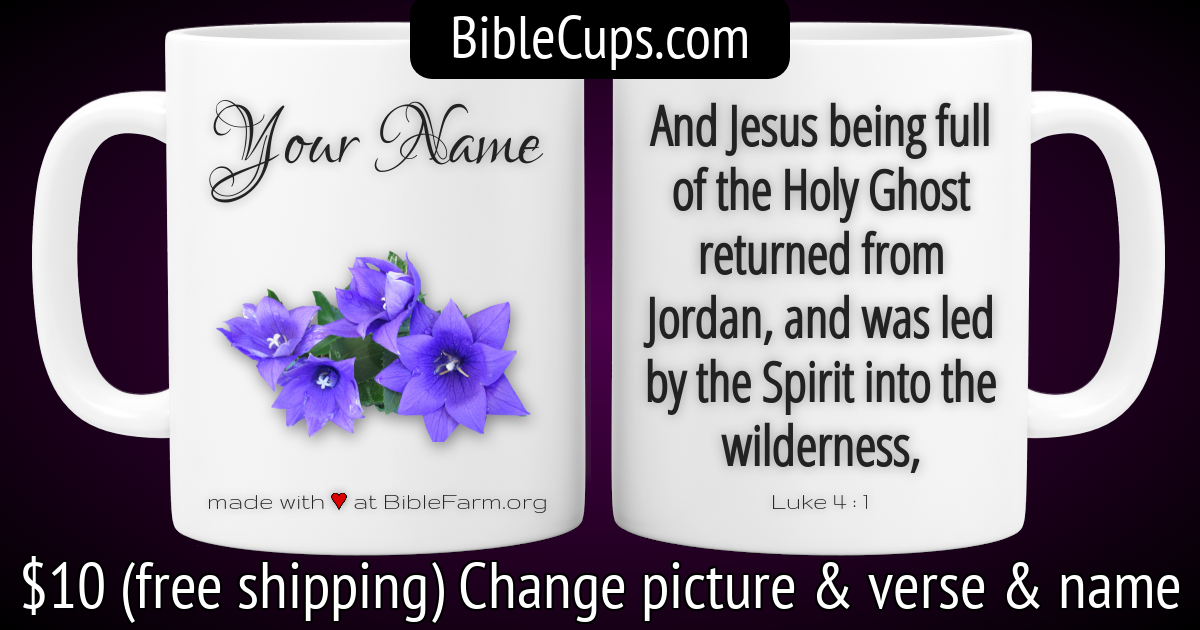 BibleCups.com
Your Name
made with ♥ at BibleFarm.org
And Jesus being full
of the Holy Ghost
returned from
Jordan, and was led
by the Spirit into the
wilderness,
Luke 4 : 1
$10 (free shipping) Change picture & verse & name